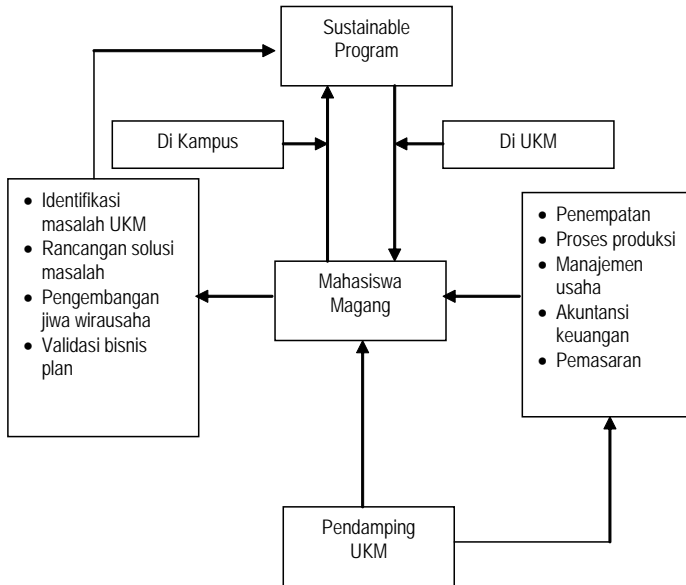 Sustainable
Program
Di Kampus
Di UKM
• Identifikasi
masalah UKM
• Rancangan solusi
masalah
• Pengembangan
jiwa wirausaha
• Validasi bisnis
plan
Mahasiswa
Magang
• Penempatan
• Proses produksi
• Manajemen
usaha
• Akuntansi
keuangan
• Pemasaran
Pendamping
UKM